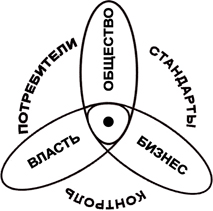 ПОТРЕБИТЕЛИ
ОБЩЕСТВО
СТАНДАРТЫ
ВЛАСТЬ
БИЗНЕС
КОНТРОЛЬ